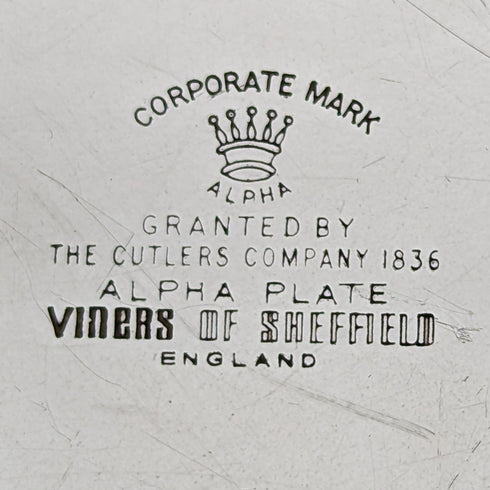 CORPORATE MARK
ALPHA
GRANTED BY
THE CUTLERS COMPANY 1836
ALPHA PLATE
VINERS OF SHEFFIELD
ENGLAND